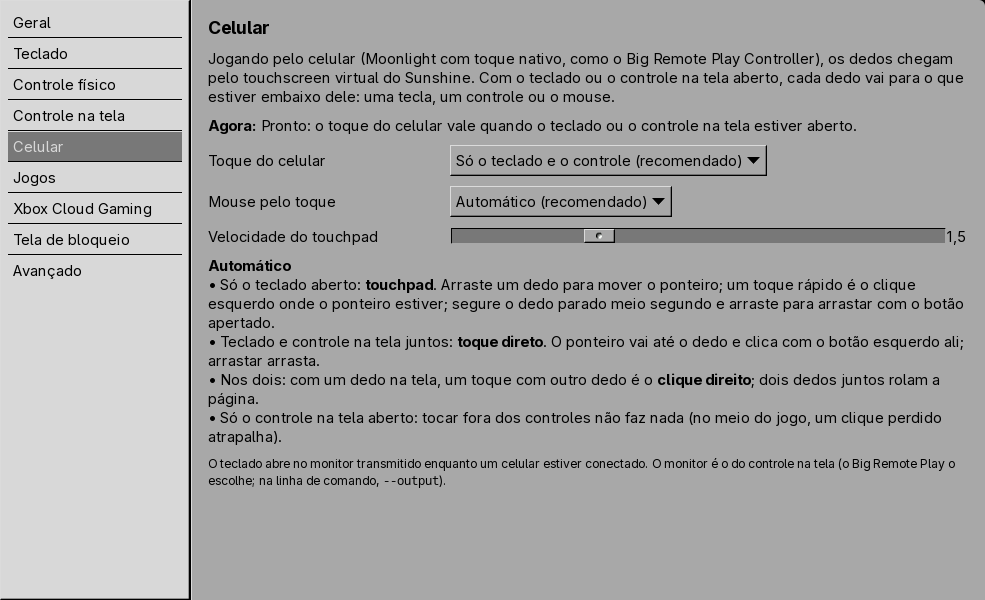 Geral
Teclado
Controle físico
Controle na tela
Celular
Jogos
Xbox Cloud Gaming
Tela de bloqueio
Avançado
Celular
Jogando pelo celular (Moonlight com toque nativo, como o Big Remote Play Controller), os dedos chegam
pelo touchscreen virtual do Sunshine. Com o teclado ou o controle na tela aberto, cada dedo vai para o que
estiver embaixo dele: uma tecla, um controle ou o mouse.
Agora: Pronto: o toque do celular vale quando o teclado ou o controle na tela estiver aberto.
Toque do celular
Só o teclado e o controle (recomendado)
Mouse pelo toque
Automático (recomendado)
Velocidade do touchpad
1,5
Automático
• Só o teclado aberto: touchpad. Arraste um dedo para mover o ponteiro; um toque rápido é o clique
esquerdo onde o ponteiro estiver; segure o dedo parado meio segundo e arraste para arrastar com o botão
apertado.
• Teclado e controle na tela juntos: toque direto. O ponteiro vai até o dedo e clica com o botão esquerdo ali;
arrastar arrasta.
• Nos dois: com um dedo na tela, um toque com outro dedo é o clique direito; dois dedos juntos rolam a
página.
• Só o controle na tela aberto: tocar fora dos controles não faz nada (no meio do jogo, um clique perdido
atrapalha).
O teclado abre no monitor transmitido enquanto um celular estiver conectado. O monitor é o do controle na tela (o Big Remote Play o
escolhe; na linha de comando, --output).